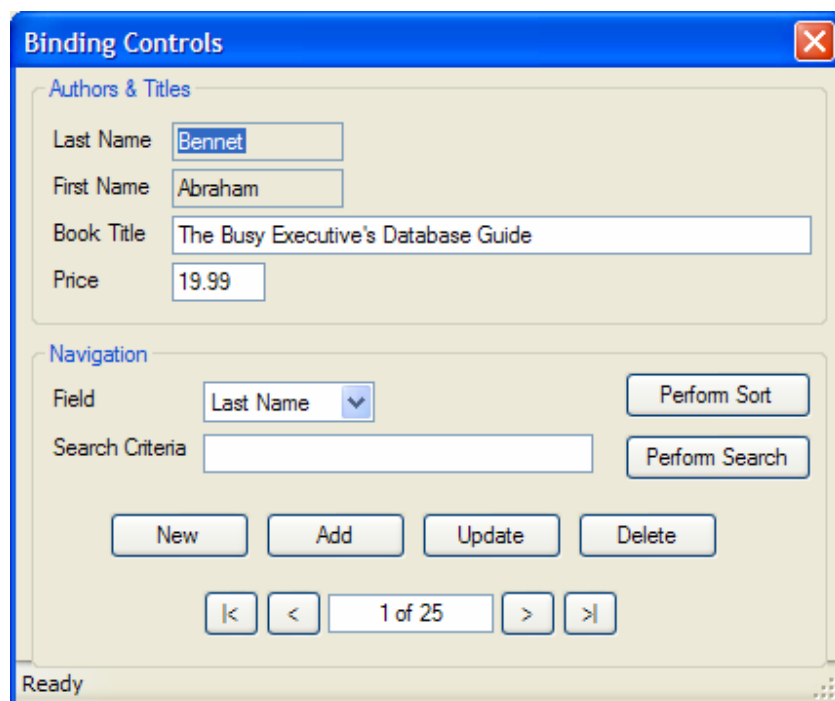 Binding Controls
Authors & Titles
Last Name Bennet
First Name Abraham
Book Title The Busy Executive's Database Guide
Price 19.99
Navigation
Field Last Name Perform Sort
Search Criteria Perform Search
New Add Update Delete
|< < 1 of 25 > >|
Ready